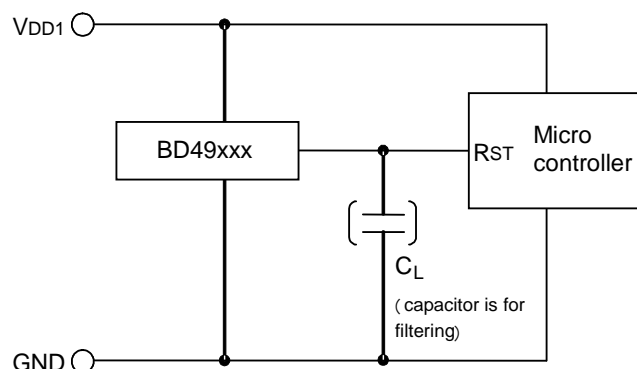 VDD1
BD49xxx
RST
Micro
controller
CL
( capacitor is for
filtering)
GND